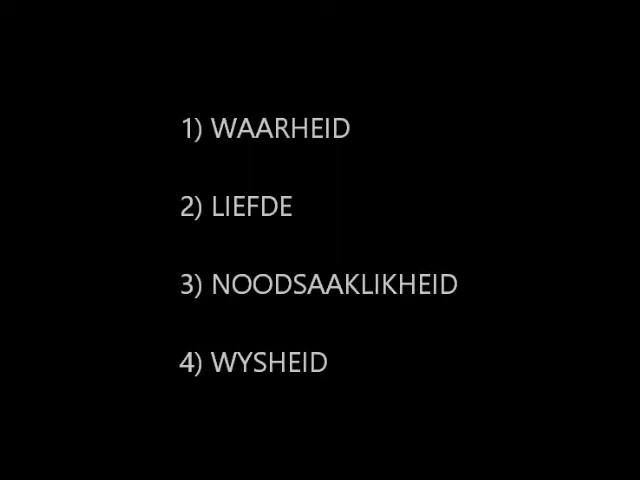 1) WAARHEID
2) LIEFDE
3) NOODSAAKLIKHEID
4) WYSHEID